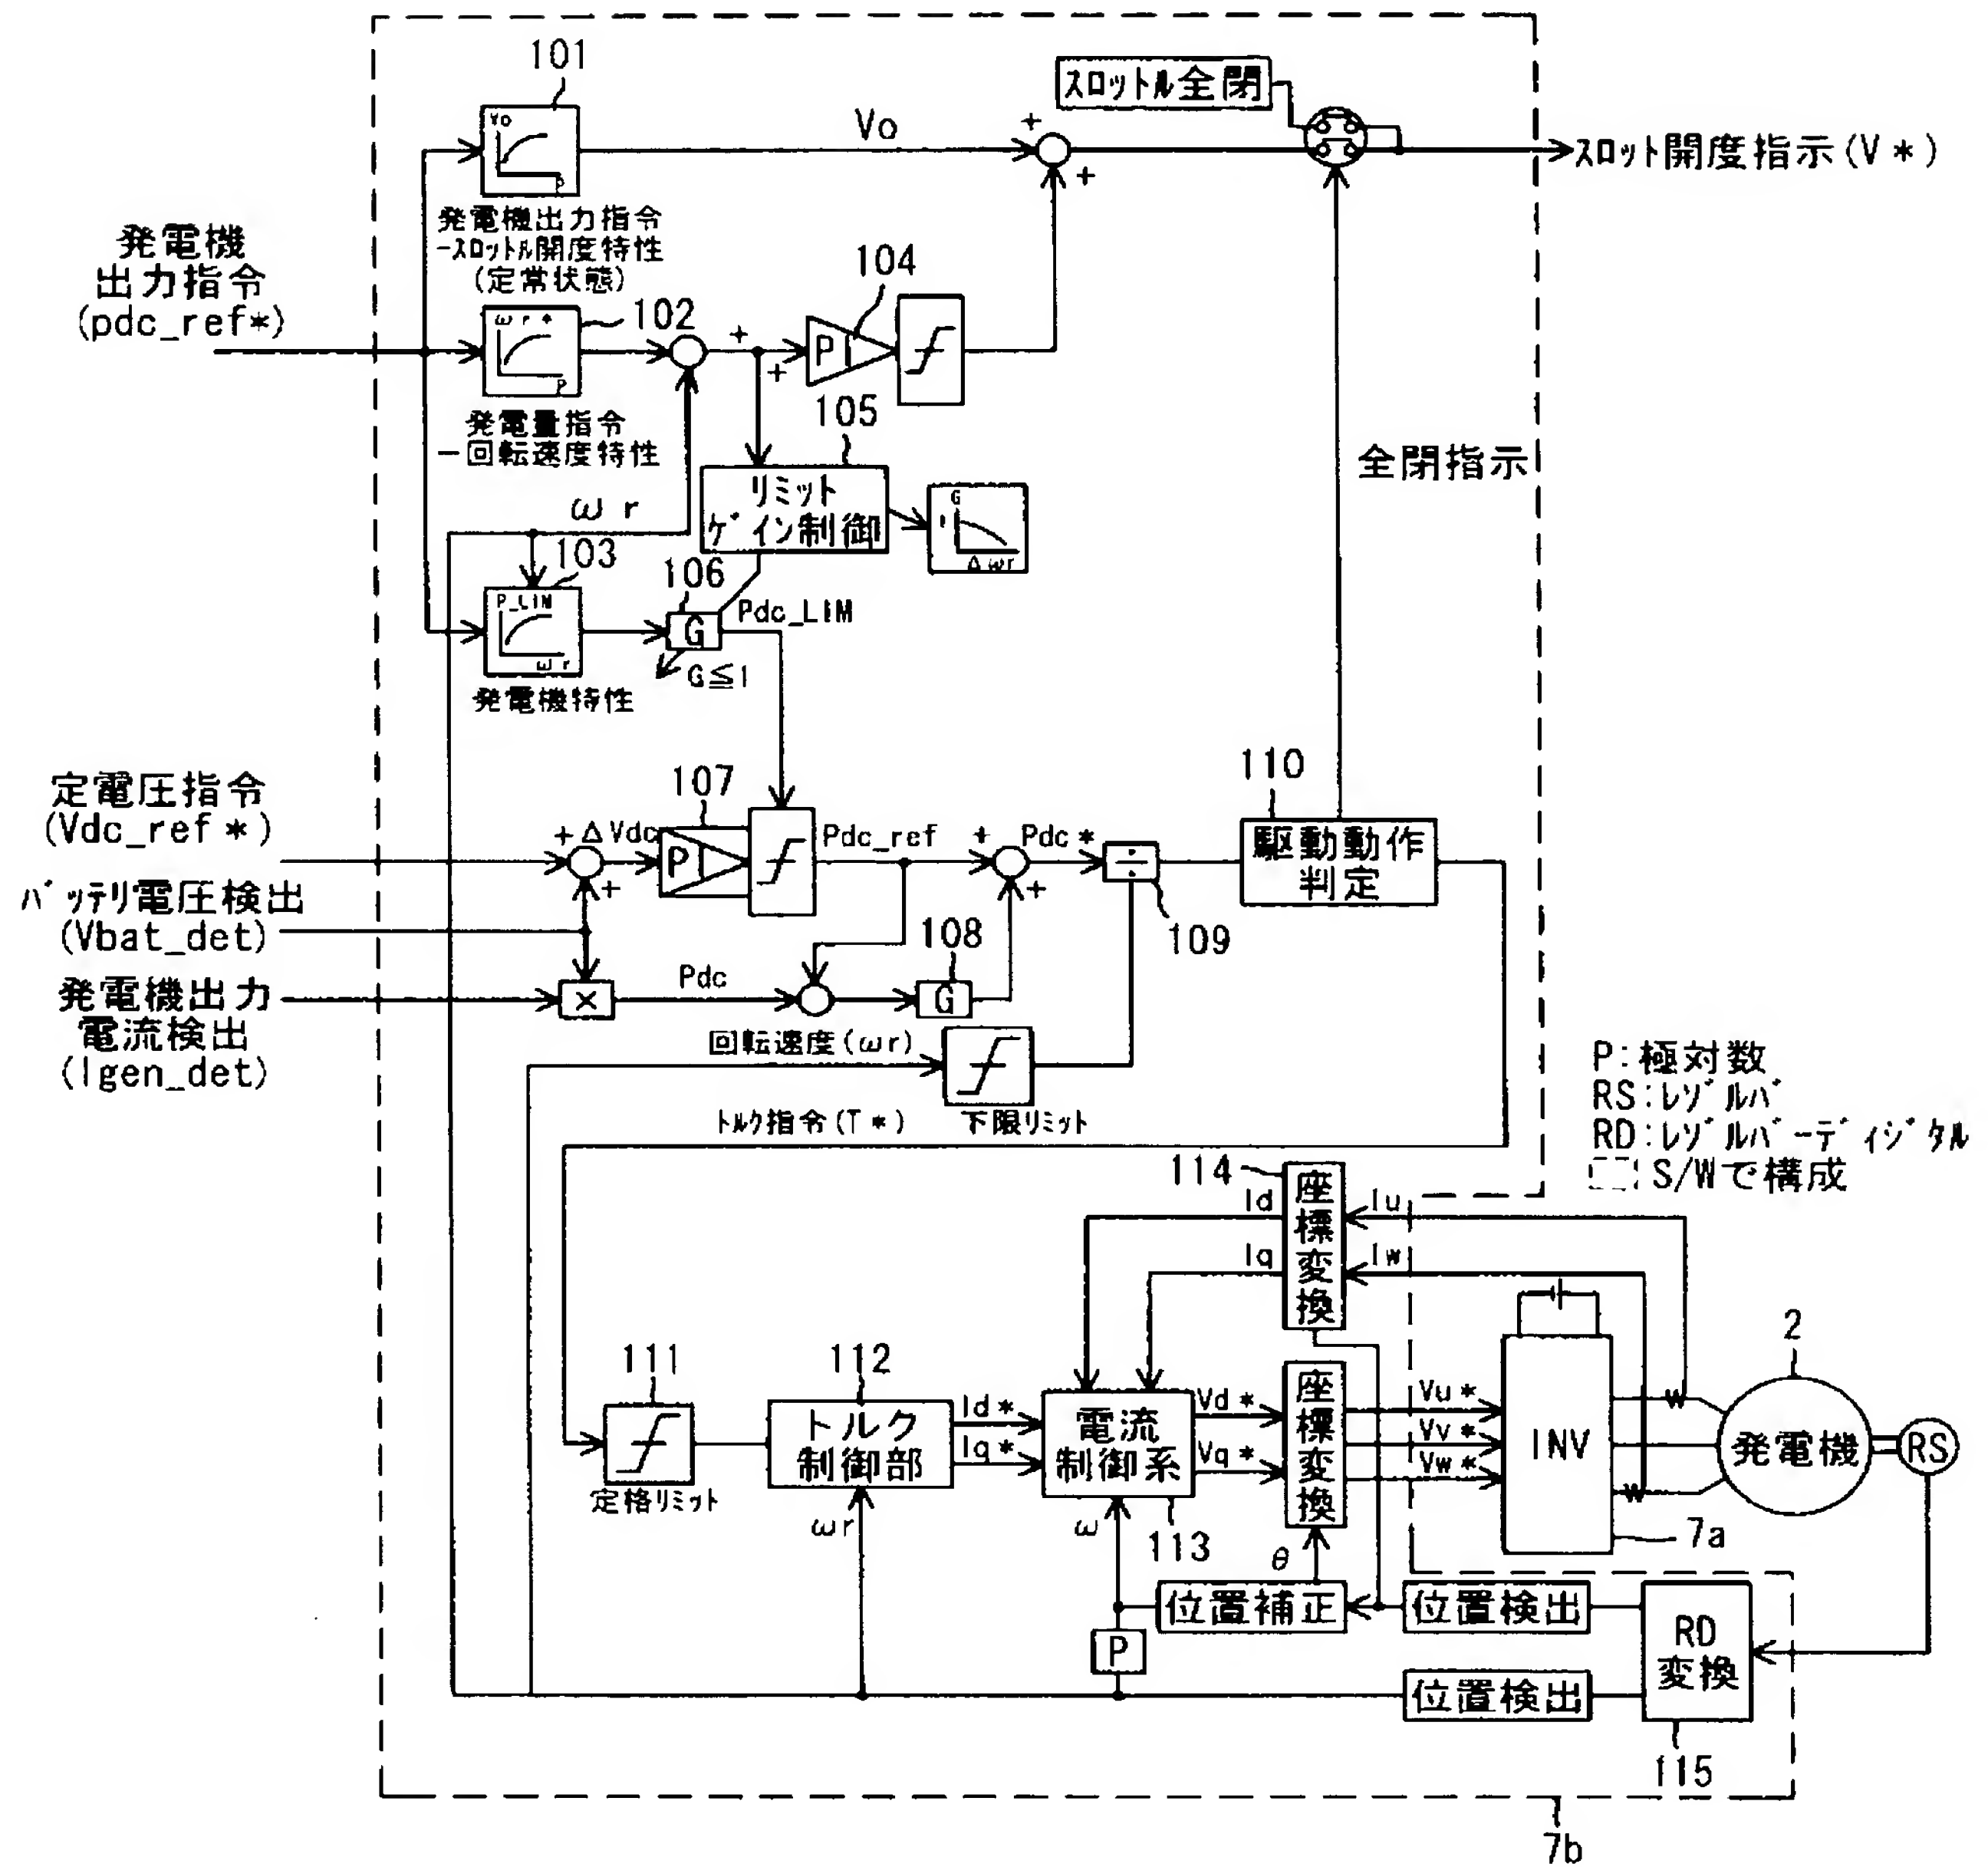 101
Vo
P
発電機出力指令
-スロットル開度特性
(定常状態)
Vo
+
+
スロットル全閉
スロット開度指示(V*)
発電機
出力指令
(pdc_ref*)
102
ωr*
P
発電量指令
-回転速度特性
+
+
104
PI
105
リミット
ゲイン制御
G
1
Δωr
全閉指示
ωr
103
P_LIM
ωr
発電機特性
106
G
G≦1
Pdc_LIM
定電圧指令
(Vdc_ref*)
バッテリ電圧検出
(Vbat_det)
発電機出力
電流検出
(Igen_det)
+
ΔVdc
+
107
PI
Pdc_ref
+
+
Pdc*
÷
109
110
駆動動作
判定
×
Pdc
108
G
回転速度(ωr)
下限リミット
トルク指令(T*)
P:極対数
RS:レゾルバ
RD:レゾルバーディジタル
S/Wで構成
114
座標変換
Id
Iq
Iu
Iw
111
定格リミット
112
トルク
制御部
ωr
Id*
Iq*
電流
制御系
113
ω
Vd*
Vq*
座標変換
θ
Vu*
Vv*
Vw*
INV
7a
2
発電機
RS
位置補正
位置検出
P
位置検出
RD
変換
115
7b